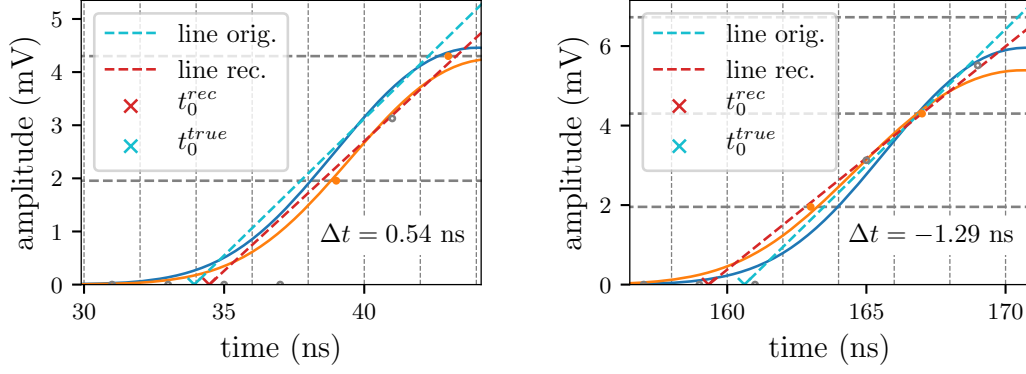 amplitude (mV)
5
4
3
2
1
0
line orig.
line rec.
t_0^{rec}
t_0^{true}
Δt = 0.54 ns
30 35 40
time (ns)
amplitude (mV)
6
4
2
0
line orig.
line rec.
t_0^{rec}
t_0^{true}
Δt = −1.29 ns
160 165 170
time (ns)